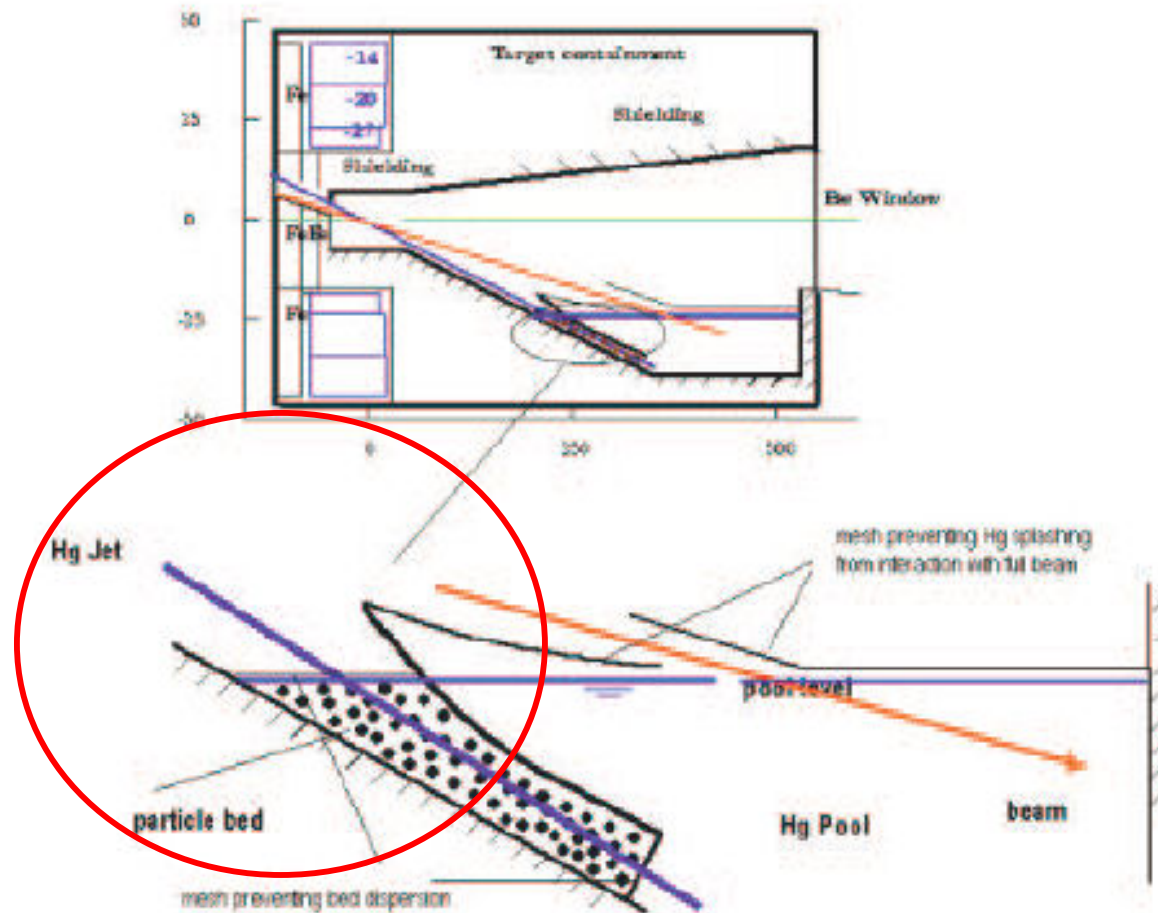 50
Target containment
-14
Fe
-20
-27
25
Shielding
Shielding
Be Window
0
Fe
Be
Fe
-25
-50
0
250
500
Hg Jet
mesh preventing Hg splashing
from interaction with full beam
pool level
particle bed
Hg Pool
beam
mesh preventing bed dispersion